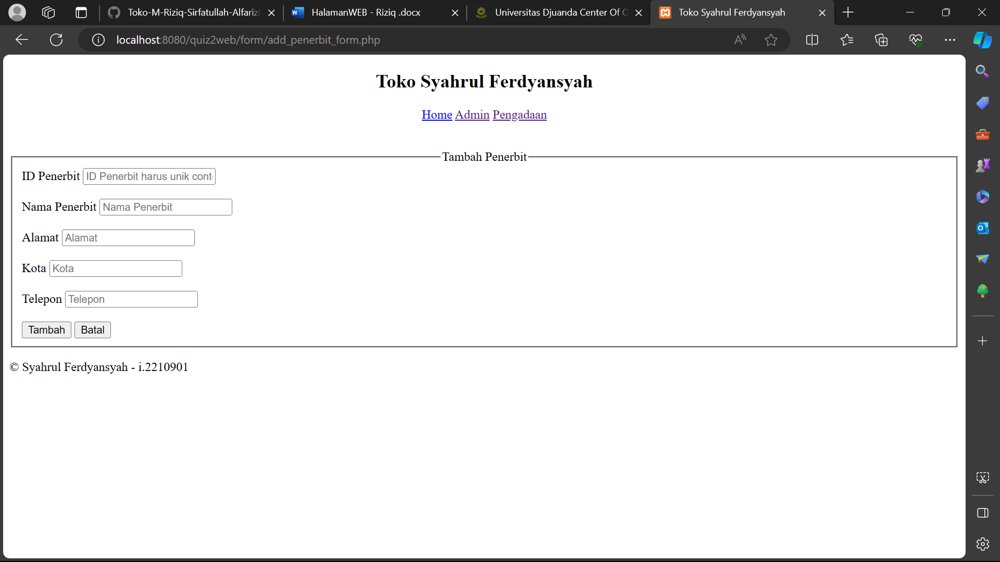 Toko-M-Riziq-Sirfatullah-Alfarizi
HalamanWEB - Riziq .docx
Universitas Djuanda Center Of
Toko Syahrul Ferdyansyah
localhost:8080/quiz2web/form/add_penerbit_form.php
Toko Syahrul Ferdyansyah
Home Admin Pengadaan
Tambah Penerbit
ID Penerbit ID Penerbit harus unik
Nama Penerbit Nama Penerbit
Alamat Alamat
Kota Kota
Telepon Telepon
Tambah Batal
© Syahrul Ferdyansyah - i.2210901